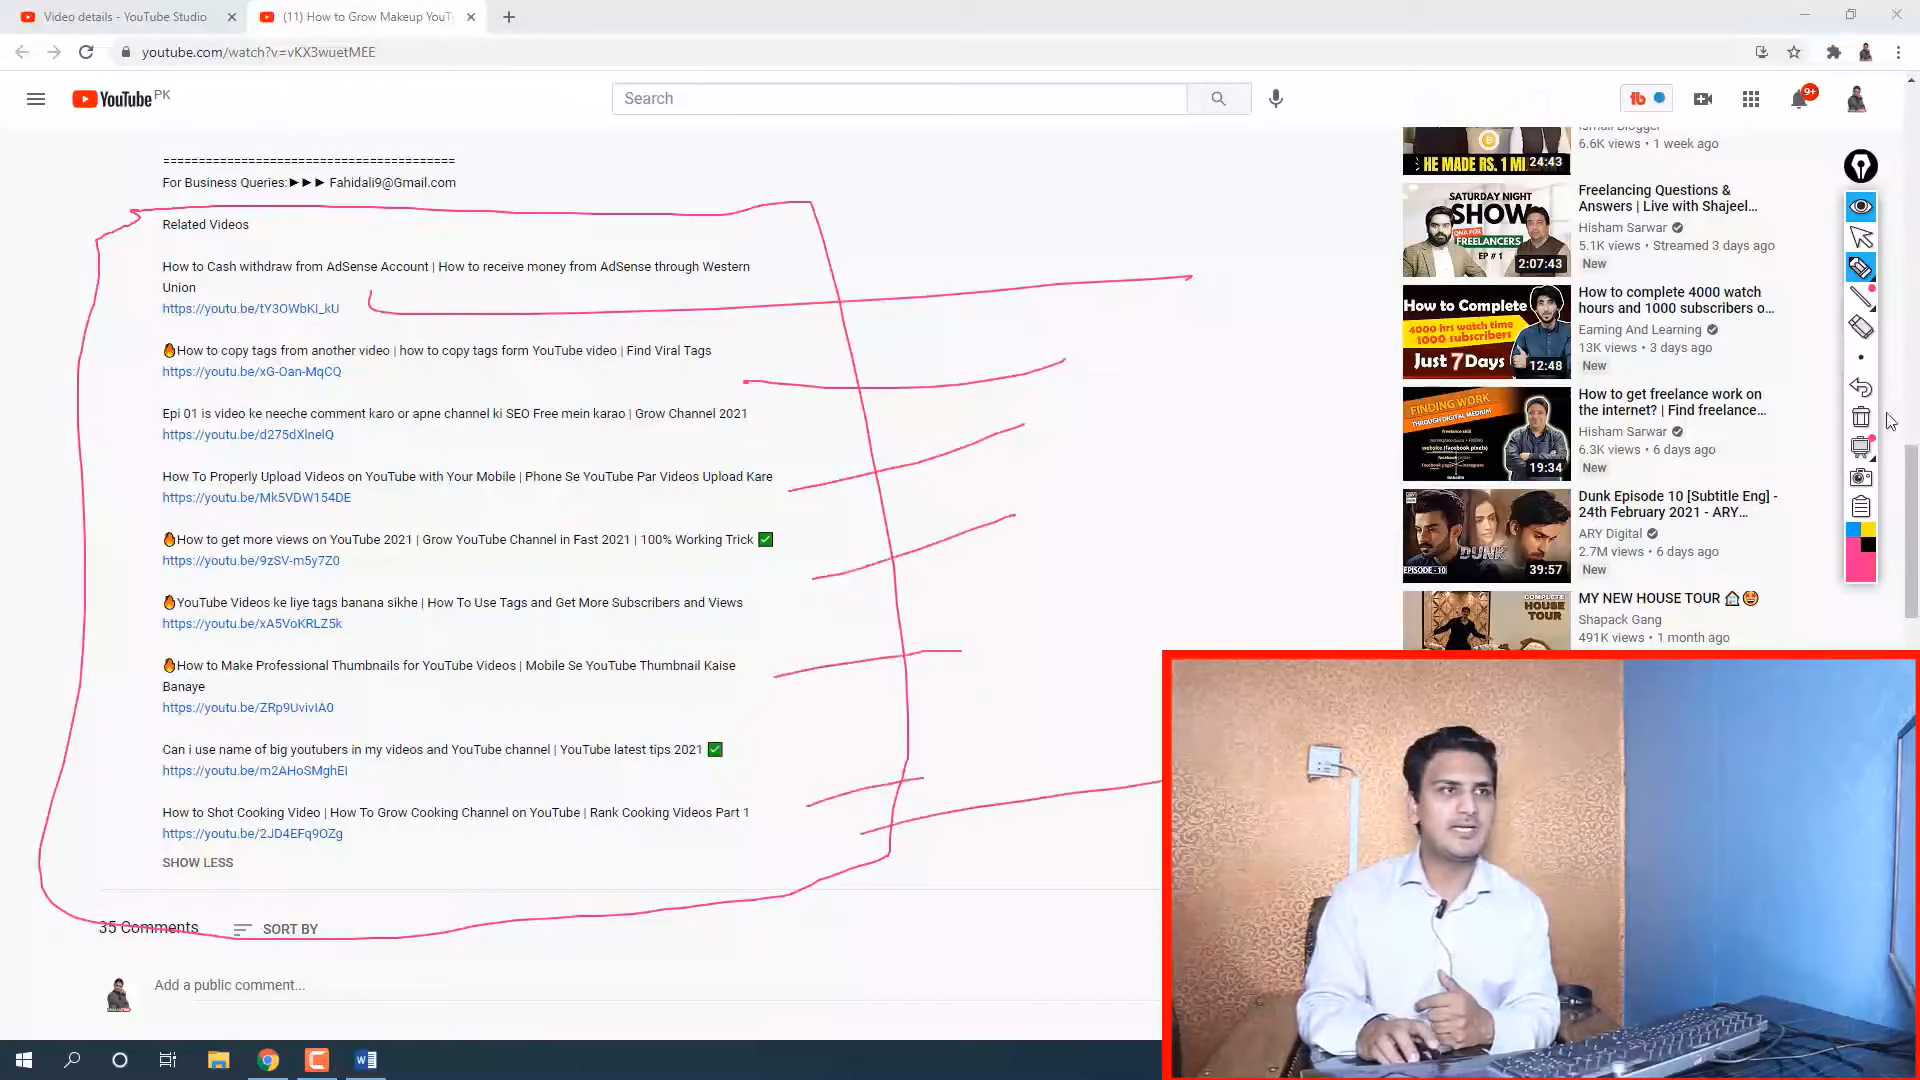 Video details - YouTube Studio
(11) How to Grow Makeup YouT
youtube.com/watch?v=vKX3wuetMEE
YouTube PK
Search
9+
========================================
For Business Queries:►►► Fahidali9@Gmail.com
Related Videos
How to Cash withdraw from AdSense Account | How to receive money from AdSense through Western
Union
https://youtu.be/tY3OWbKI_kU
🔥How to copy tags from another video | how to copy tags form YouTube video | Find Viral Tags
https://youtu.be/xG-Oan-MqCQ
Epi 01 is video ke neeche comment karo or apne channel ki SEO Free mein karao | Grow Channel 2021
https://youtu.be/d275dXlnelQ
How To Properly Upload Videos on YouTube with Your Mobile | Phone Se YouTube Par Videos Upload Kare
https://youtu.be/Mk5VDW154DE
🔥How to get more views on YouTube 2021 | Grow YouTube Channel in Fast 2021 | 100% Working Trick ✅
https://youtu.be/9zSV-m5y7Z0
🔥YouTube Videos ke liye tags banana sikhe | How To Use Tags and Get More Subscribers and Views
https://youtu.be/xA5VoKRLZ5k
🔥How to Make Professional Thumbnails for YouTube Videos | Mobile Se YouTube Thumbnail Kaise
Banaye
https://youtu.be/ZRp9UvivIA0
Can i use name of big youtubers in my videos and YouTube channel | YouTube latest tips 2021 ✅
https://youtu.be/m2AHoSMghEI
How to Shot Cooking Video | How To Grow Cooking Channel on YouTube | Rank Cooking Videos Part 1
https://youtu.be/2JD4EFq9OZg
SHOW LESS
35 Comments
SORT BY
Add a public comment...
HE MADE RS. 1 MI
24:43
Ismail Blogger
6.6K views • 1 week ago
SATURDAY NIGHT
SHOW
QNA FOR
FREELANCERS
EP # 1
2:07:43
Freelancing Questions &
Answers | Live with Shajeel...
Hisham Sarwar
5.1K views • Streamed 3 days ago
New
How to Complete
4000 hrs watch time
1000 subscribers
Just 7 Days
12:48
How to complete 4000 watch
hours and 1000 subscribers o...
Earning And Learning
13K views • 3 days ago
New
FINDING WORK
THROUGH DIGITAL MEDIUM
freelance skill
website (facebook pixels)
19:34
How to get freelance work on
the internet? | Find freelance...
Hisham Sarwar
6.3K views • 6 days ago
New
DUNK
EPISODE - 10
39:57
Dunk Episode 10 [Subtitle Eng] -
24th February 2021 - ARY...
ARY Digital
2.7M views • 6 days ago
New
COMPLETE
HOUSE
TOUR
MY NEW HOUSE TOUR 🏠🤩
Shapack Gang
491K views • 1 month ago